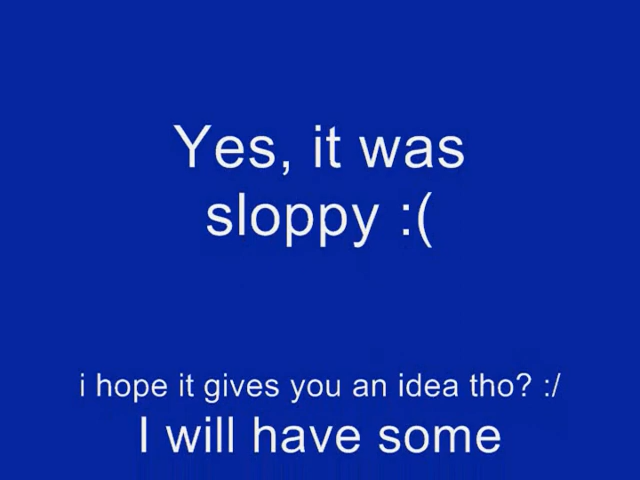 Yes, it was
sloppy :(
i hope it gives you an idea tho? :/
I will have some